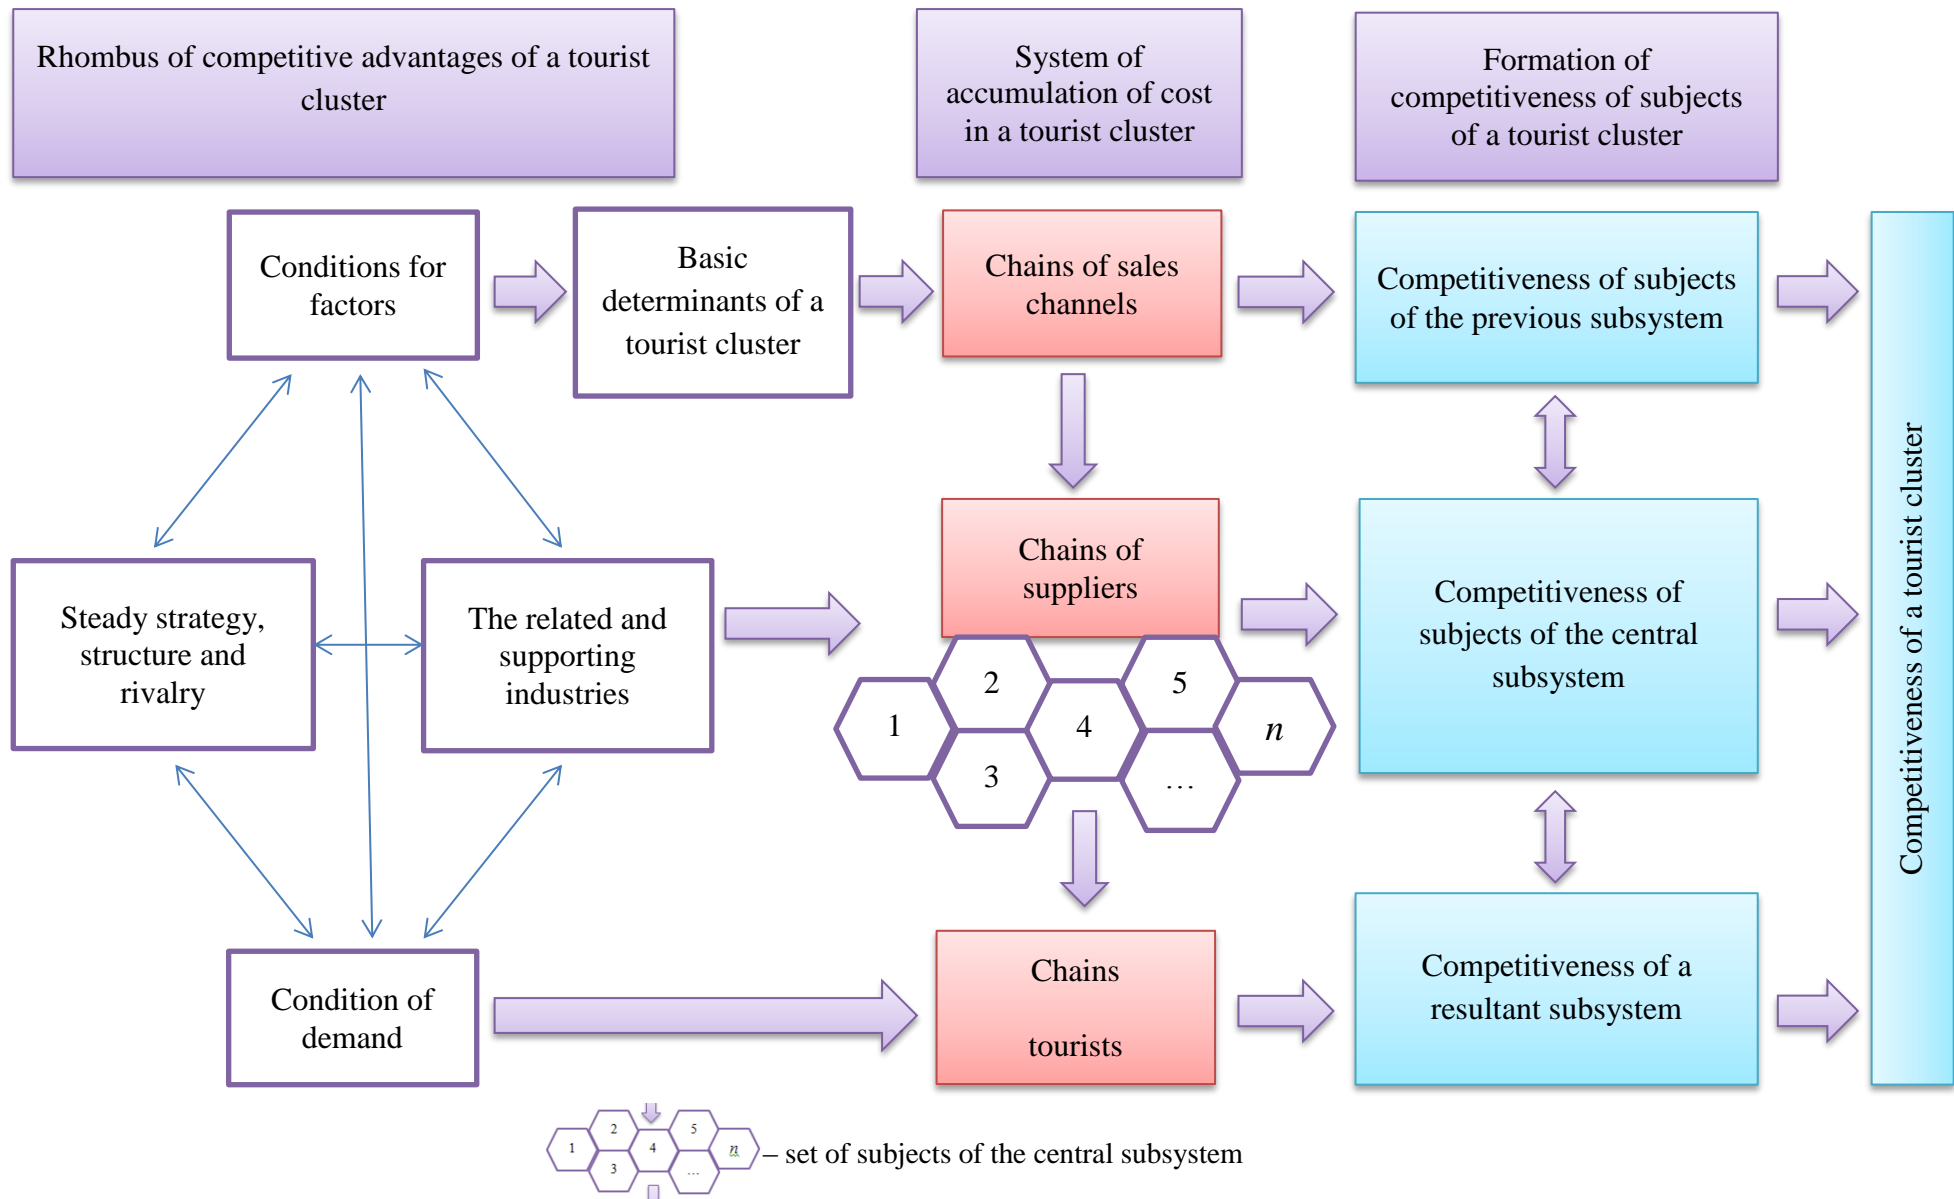 Rhombus of competitive advantages of a tourist
cluster
System of
accumulation of cost
in a tourist cluster
Formation of
competitiveness of subjects
of a tourist cluster
Conditions for
factors
Basic
determinants of a
tourist cluster
Chains of sales
channels
Competitiveness of subjects
of the previous subsystem
Competitiveness of a tourist cluster
Steady strategy,
structure and
rivalry
The related and
supporting
industries
Chains of
suppliers
1
2
3
4
5
…
n
Competitiveness of
subjects of the central
subsystem
Condition of
demand
Chains
tourists
Competitiveness of a
resultant subsystem
1
2
3
4
5
...
n
– set of subjects of the central subsystem